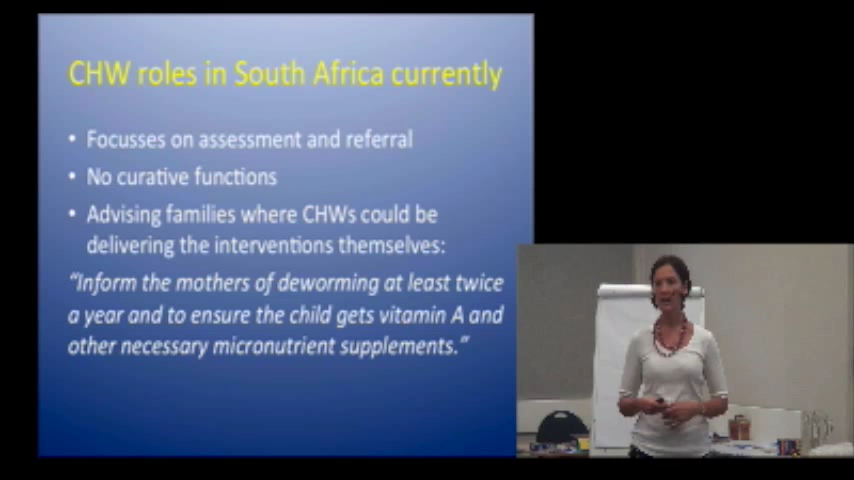 CHW roles in South Africa currently
• Focusses on assessment and referral
• No curative functions
• Advising families where CHWs could be
delivering the interventions themselves:
“Inform the mothers of deworming at least twice
a year and to ensure the child gets vitamin A and
other necessary micronutrient supplements.”